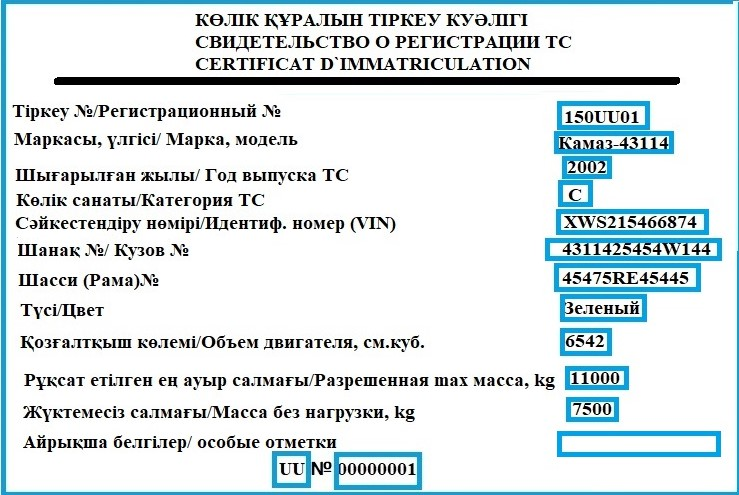 КӨЛІК ҚҰРАЛЫН ТІРКЕУ КУӘЛІГІ
СВИДЕТЕЛЬСТВО О РЕГИСТРАЦИИ ТС
CERTIFICAT D`IMMATRICULATION
Тіркеу №/Регистрационный № 150UU01
Маркасы, үлгісі/ Марка, модель Камаз-43114
Шығарылған жылы/ Год выпуска ТС 2002
Көлік санаты/Категория ТС С
Сәйкестендіру нөмірі/Идентиф. номер (VIN) XWS215466874
Шанақ №/ Кузов № 4311425454W144
Шасси (Рама)№ 45475RE45445
Түсі/Цвет Зеленый
Қозғалтқыш көлемі/Объем двигателя, см.куб. 6542
Рұқсат етілген ең ауыр салмағы/Разрешенная max масса, kg 11000
Жүктемесіз салмағы/Масса без нагрузки, kg 7500
Айрықша белгілер/ особые отметки
UU № 00000001